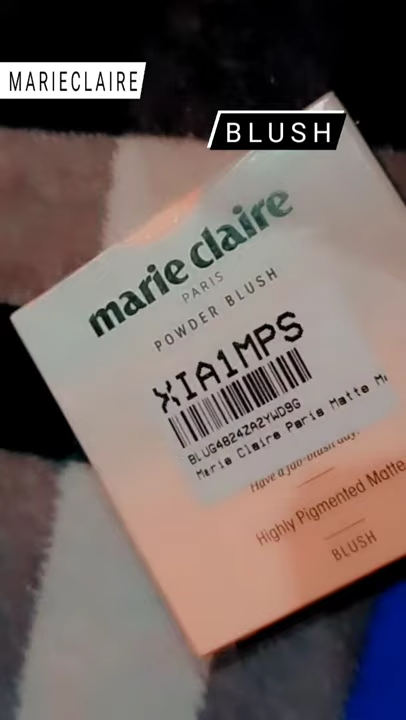 MARIECLAIRE
BLUSH
marie claire
PARIS
POWDER BLUSH
XIA1MPS
BLUG4824ZA2YWD9G
Marie Claire Paris Matte
Have a fab-blush day.
Highly Pigmented Matte
BLUSH